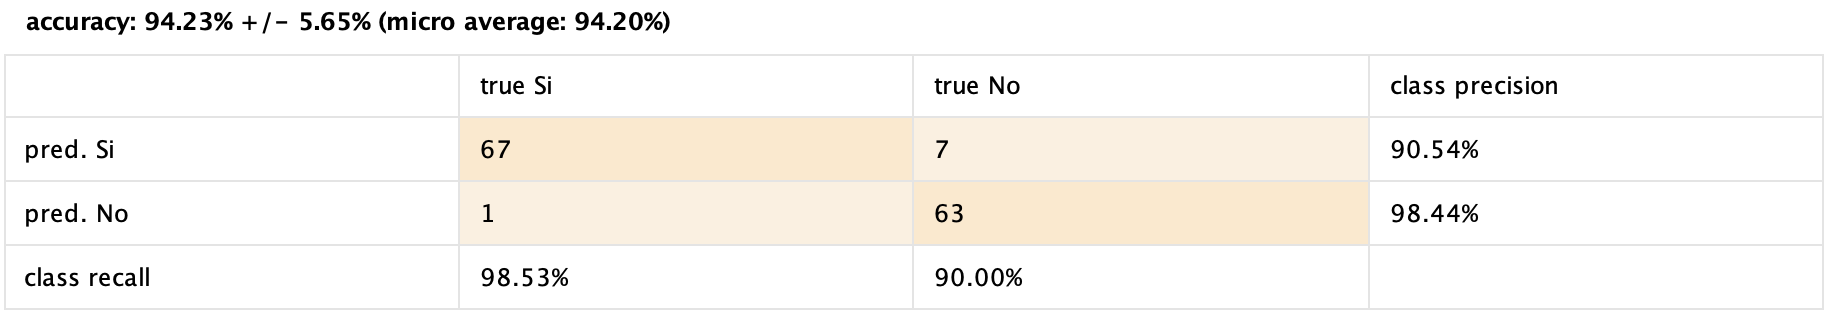 accuracy: 94.23% +/- 5.65% (micro average: 94.20%)
true Si true No class precision
pred. Si 67 7 90.54%
pred. No 1 63 98.44%
class recall 98.53% 90.00%